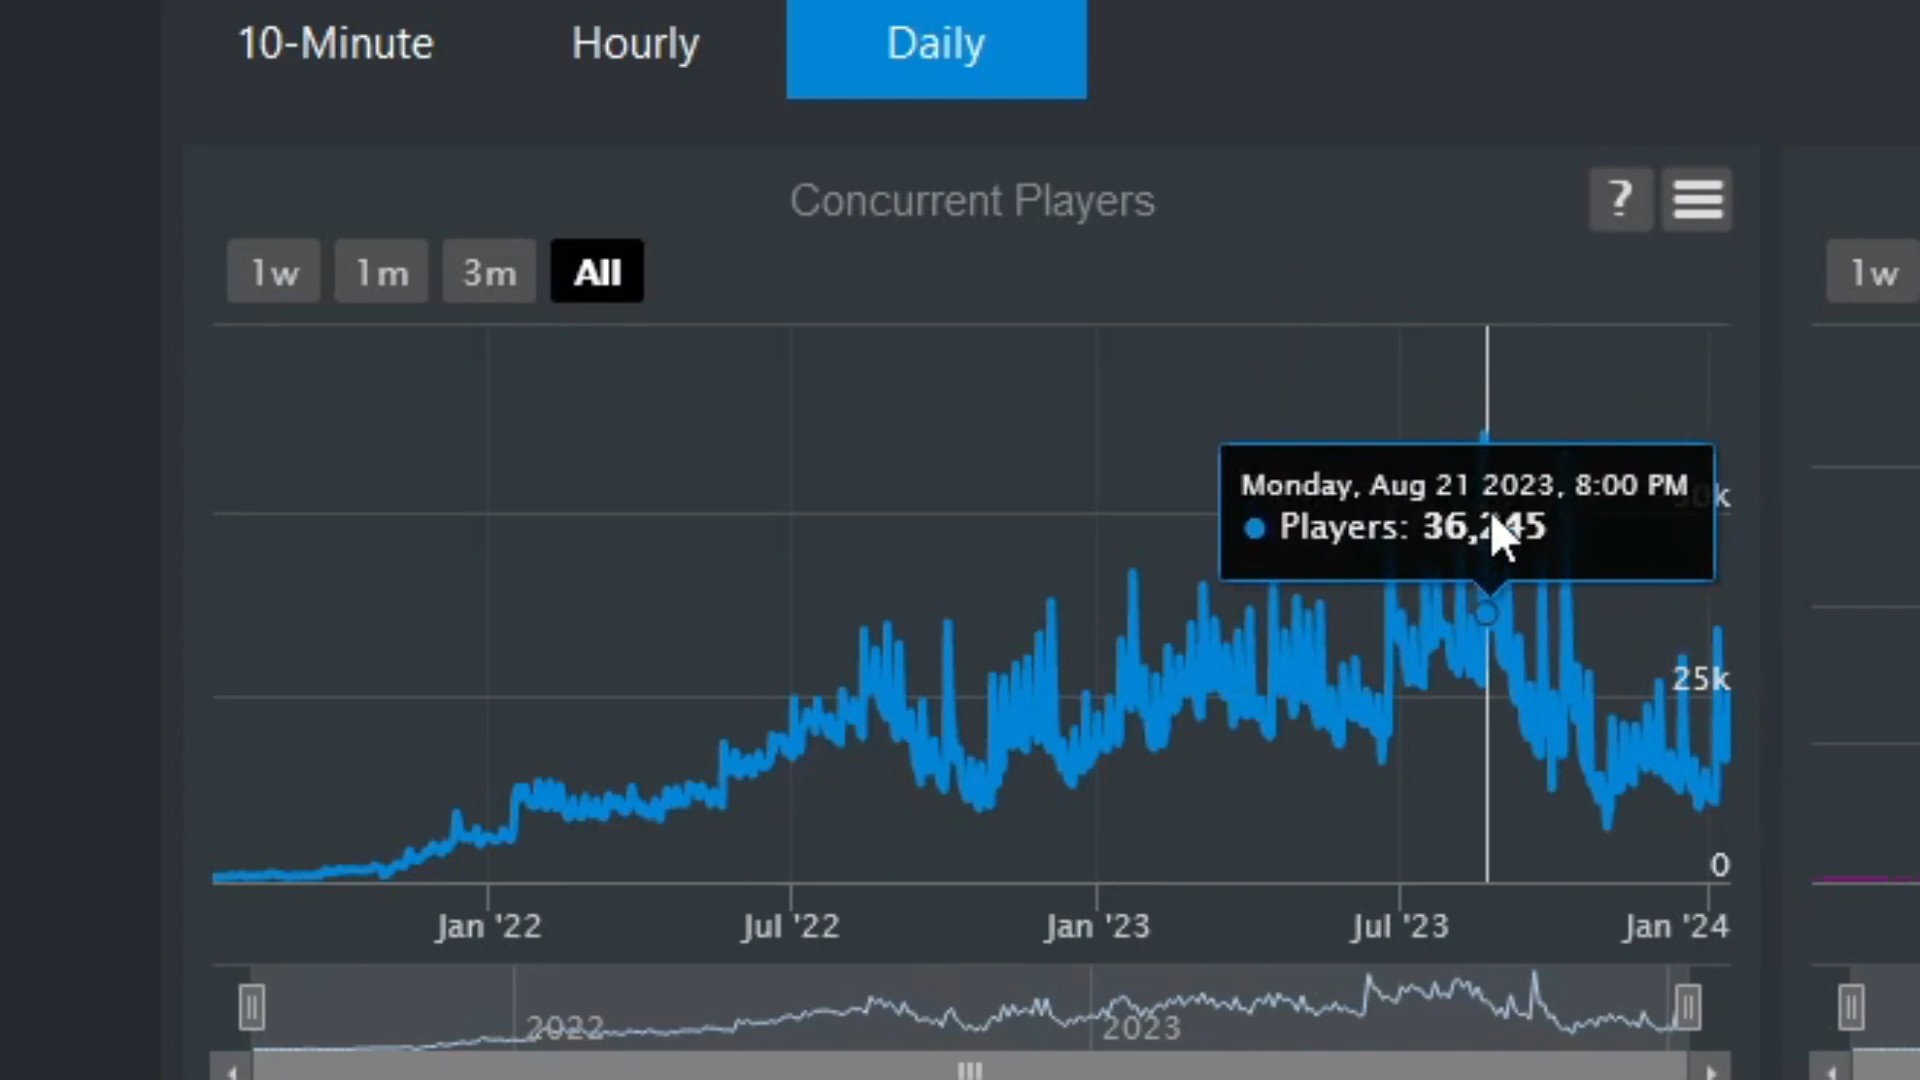 10-Minute Hourly Daily
Concurrent Players
?
1w 1m 3m All
1w
Monday, Aug 21 2023, 8:00 PM
Players:
25k
0
Jan '22 Jul '22 Jan '23 Jul '23 Jan '24
2022 2023